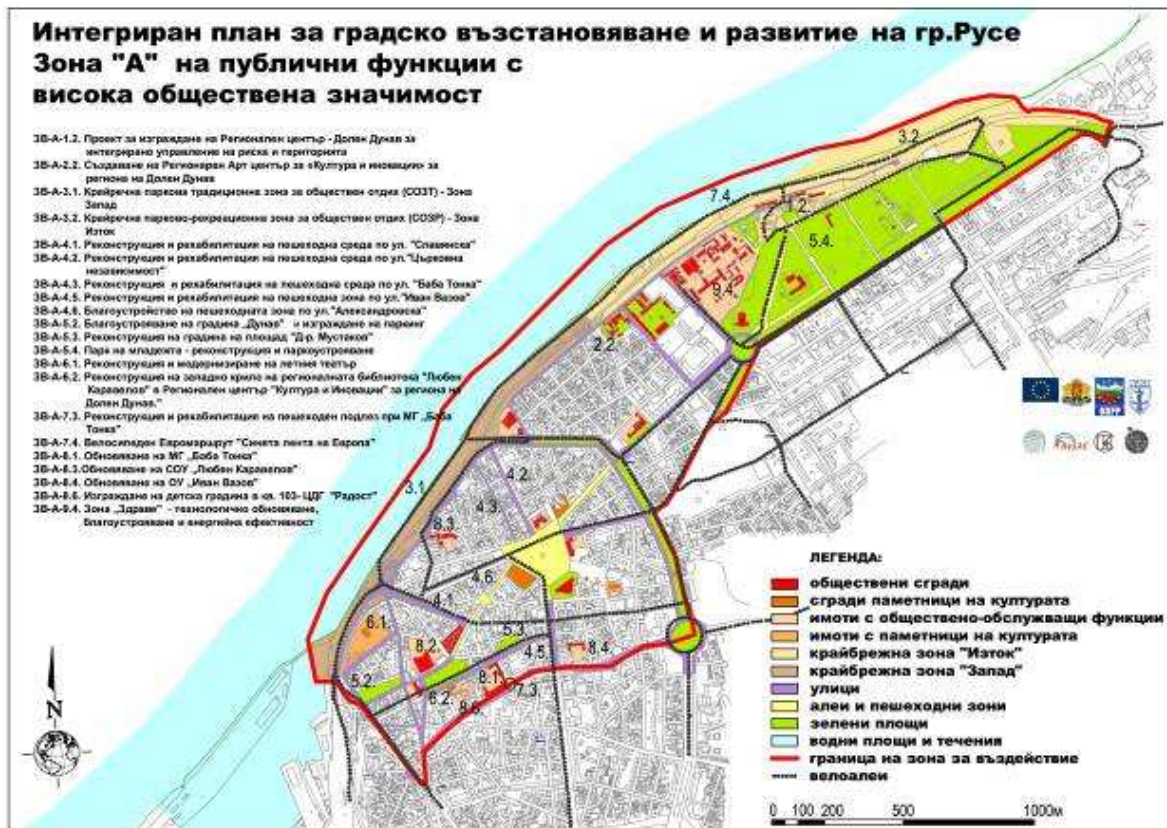 Интегриран план за градско възстановяване и развитие на гр.Русе
Зона "А" на публични функции с
висока обществена значимост
ЗВ-А-1.2. Проект за изграждане на Регионален център - Долен Дунав за
интегрирано управление на риска и територията
ЗВ-А-2.2. Създаване на Регионарен Арт център за «Култура и иновации» за
региона на Долен Дунав
ЗВ-А-3.1. Крайречна паркова традиционна зона за обществен отдих (СОЗТ) - Зона
Запад
ЗВ-А-3.2. Крайречна парково-рекреационна зона за обществен отдих (СОЗР) - Зона
Изток
ЗВ-А-4.1. Реконструкция и рехабилитация на пешеходна среда по ул. "Славянска"
ЗВ-А-4.2. Реконструкция и рехабилитация на пешеходна среда по ул."Църковна
независимост"
ЗВ-А-4.3. Реконструкция и рехабилитация на пешеходна среда по ул. "Баба Тонка"
ЗВ-А-4.5. Реконструкция и рехабилитация на пешеходна зона по ул."Иван Вазов"
ЗВ-А-4.6. Благоустройство на пешеходната зона по ул."Александровска"
ЗВ-А-5.2. Благоустрояване на градина „Дунав" и изграждане на паркинг
ЗВ-А-5.3. Реконструкция на градина на площад "Д-р. Мустаков"
ЗВ-А-5.4. Парк на младежта - реконструкция и паркоустрояване
ЗВ-А-6.1. Реконструкция и модернизиране на летния театър
ЗВ-А-6.2. Реконструкция на западно крило на регионалната библиотека "Любен
Каравелов" в Регионален център "Култура и Иновации" за региона на
Долен Дунав."
ЗВ-А-7.3. Реконструкция и рехабилитация на пешеходен подлез при МГ „Баба
Тонка"
ЗВ-А-7.4. Велосипеден Евромаршрут "Синята лента на Европа"
ЗВ-А-8.1. Обновяване на МГ „Баба Тонка"
ЗВ-А-8.3.Обновяване на СОУ „Любен Каравелов"
ЗВ-А-8.4. Обновяване на ОУ „Иван Вазов"
ЗВ-А-8.6. Изграждане на детска градина в кв. 103- ЦДГ "Радост"
ЗВ-А-9.4. Зона „Здраве" - технологично обновяване,
благоустрояване и енергийна ефективност
3.2.
7.4.
1.2.
5.4.
9.4.
2.2.
4.2.
3.1
4.3.
8.3.
4.6.
4.1.
6.1.
5.3.
8.2.
4.5.
8.4.
8.1.
5.2.
6.2.
7.3.
8.6.
N
ЛЕГЕНДА:
обществени сгради
сгради паметници на културата
имоти с обществено-обслужващи функции
имоти с паметници на културата
крайбрежна зона "Изток"
крайбрежна зона "Запад"
улици
алеи и пешеходни зони
зелени площи
водни площи и течения
граница на зона за въздействие
велоалеи
0 100 200 500 1000м